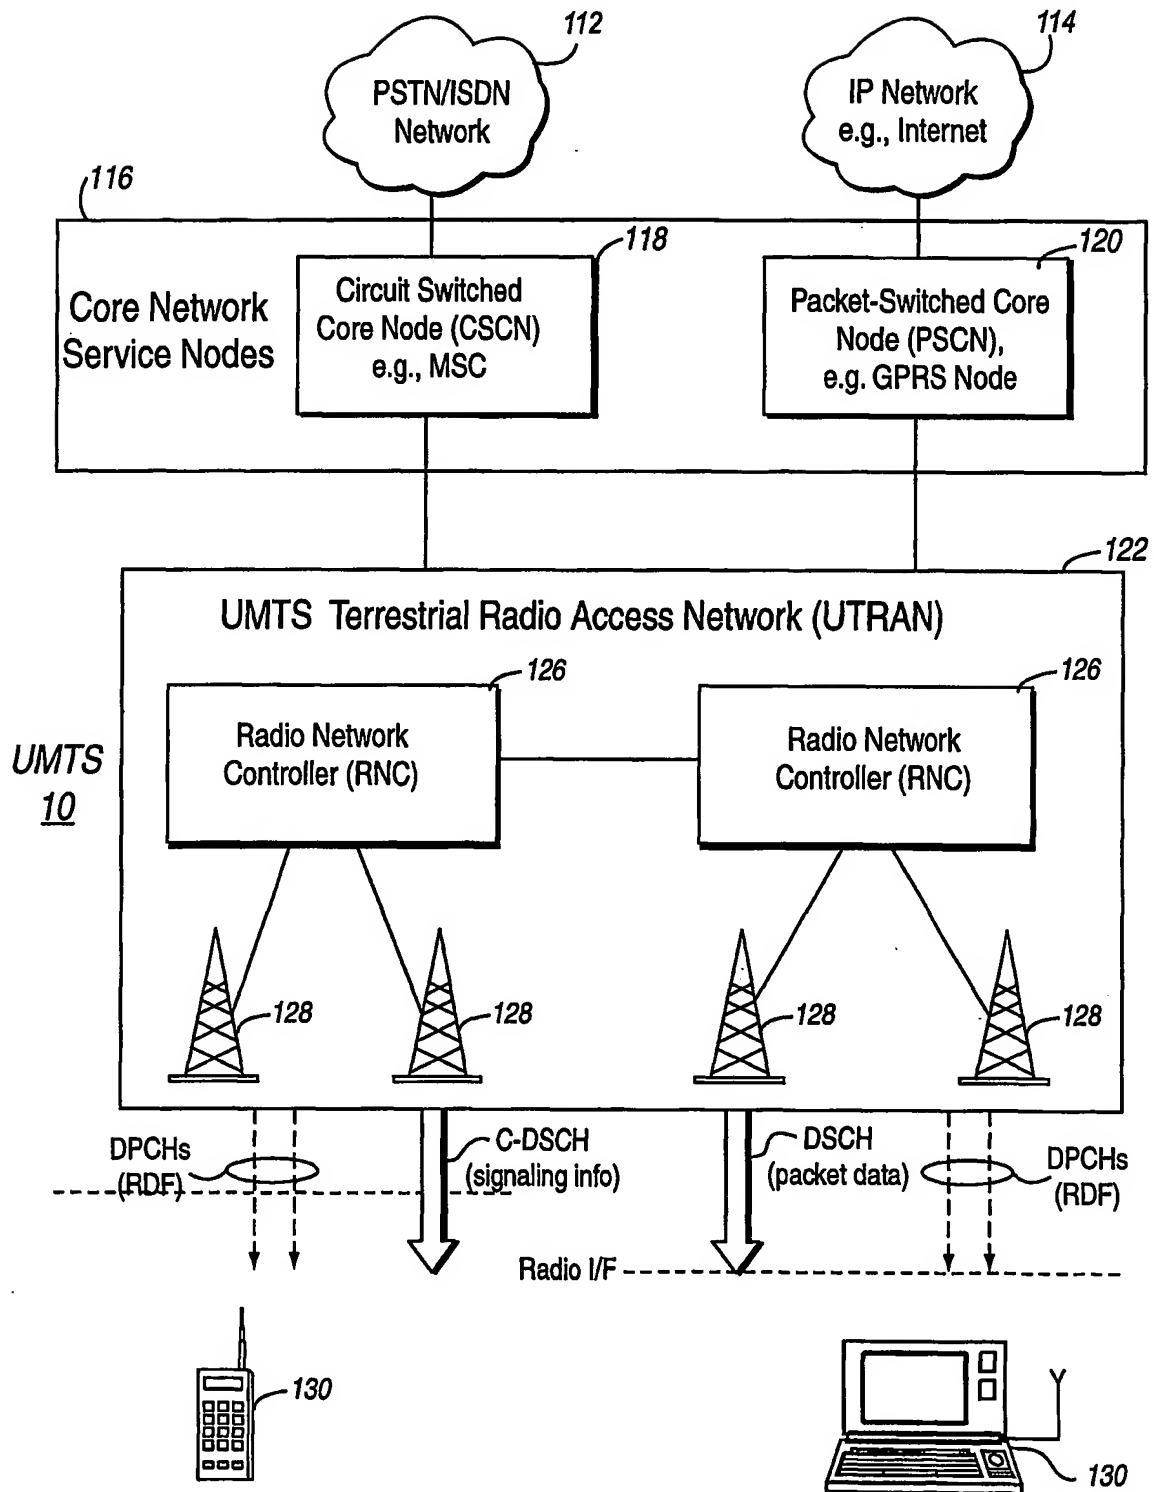 112
114
PSTN/ISDN
Network
IP Network
e.g., Internet
116
118
120
Core Network
Service Nodes
Circuit Switched
Core Node (CSCN)
e.g., MSC
Packet-Switched Core
Node (PSCN),
e.g. GPRS Node
122
UMTS Terrestrial Radio Access Network (UTRAN)
126
126
Radio Network
Controller (RNC)
Radio Network
Controller (RNC)
UMTS
10
128
128
128
128
DPCHs
(RDF)
C-DSCH
(signaling info)
DSCH
(packet data)
DPCHs
(RDF)
Radio I/F
130
130